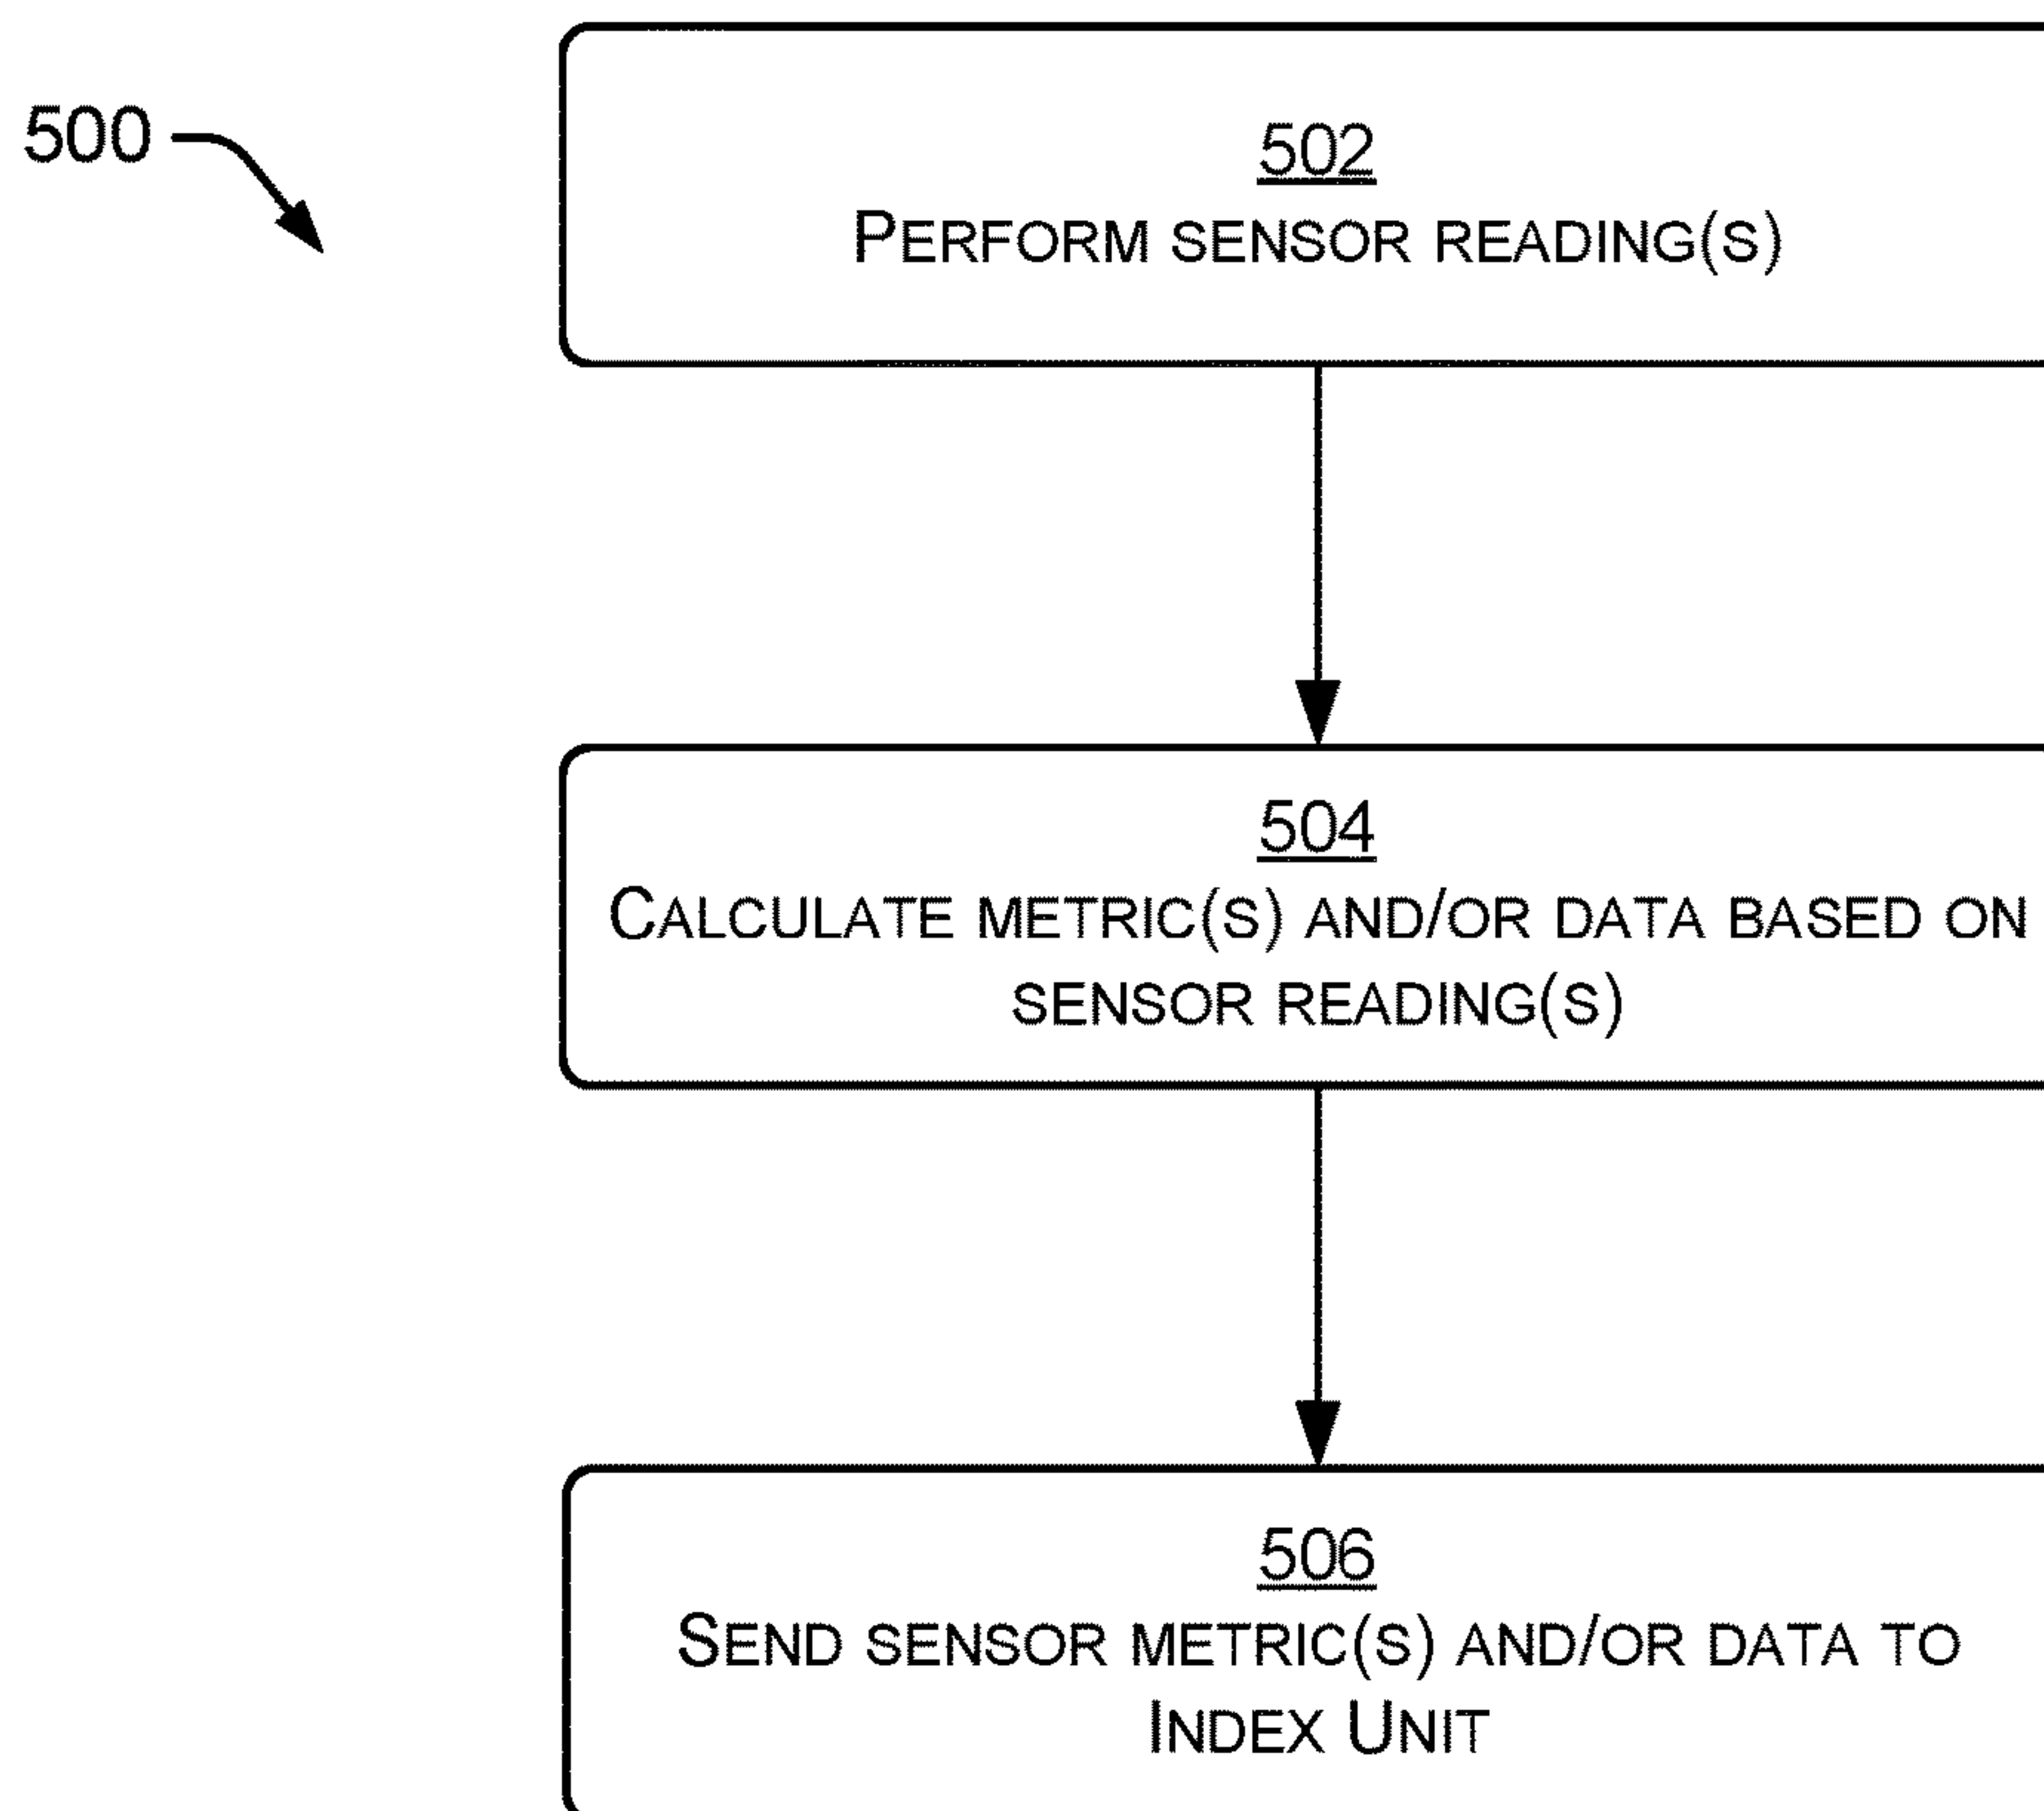 500
502
PERFORM SENSOR READING(S)
504
CALCULATE METRIC(S) AND/OR DATA BASED ON
SENSOR READING(S)
506
SEND SENSOR METRIC(S) AND/OR DATA TO
INDEX UNIT